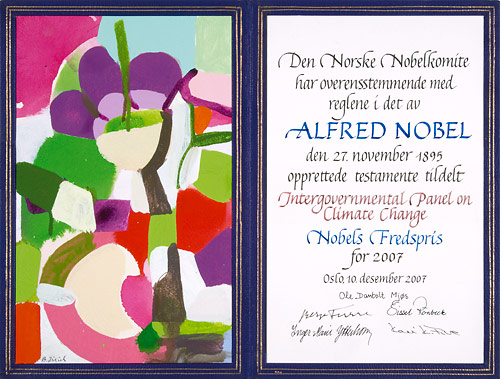 Den Norske Nobelkomite
har overensstemmende med
reglene i det av
ALFRED NOBEL
den 27. november 1895
opprettede testamente tildelt
Intergovernmental Panel on
Climate Change
Nobels Fredspris
for 2007
Oslo, 10. desember 2007
Ole Danbolt Mjøs